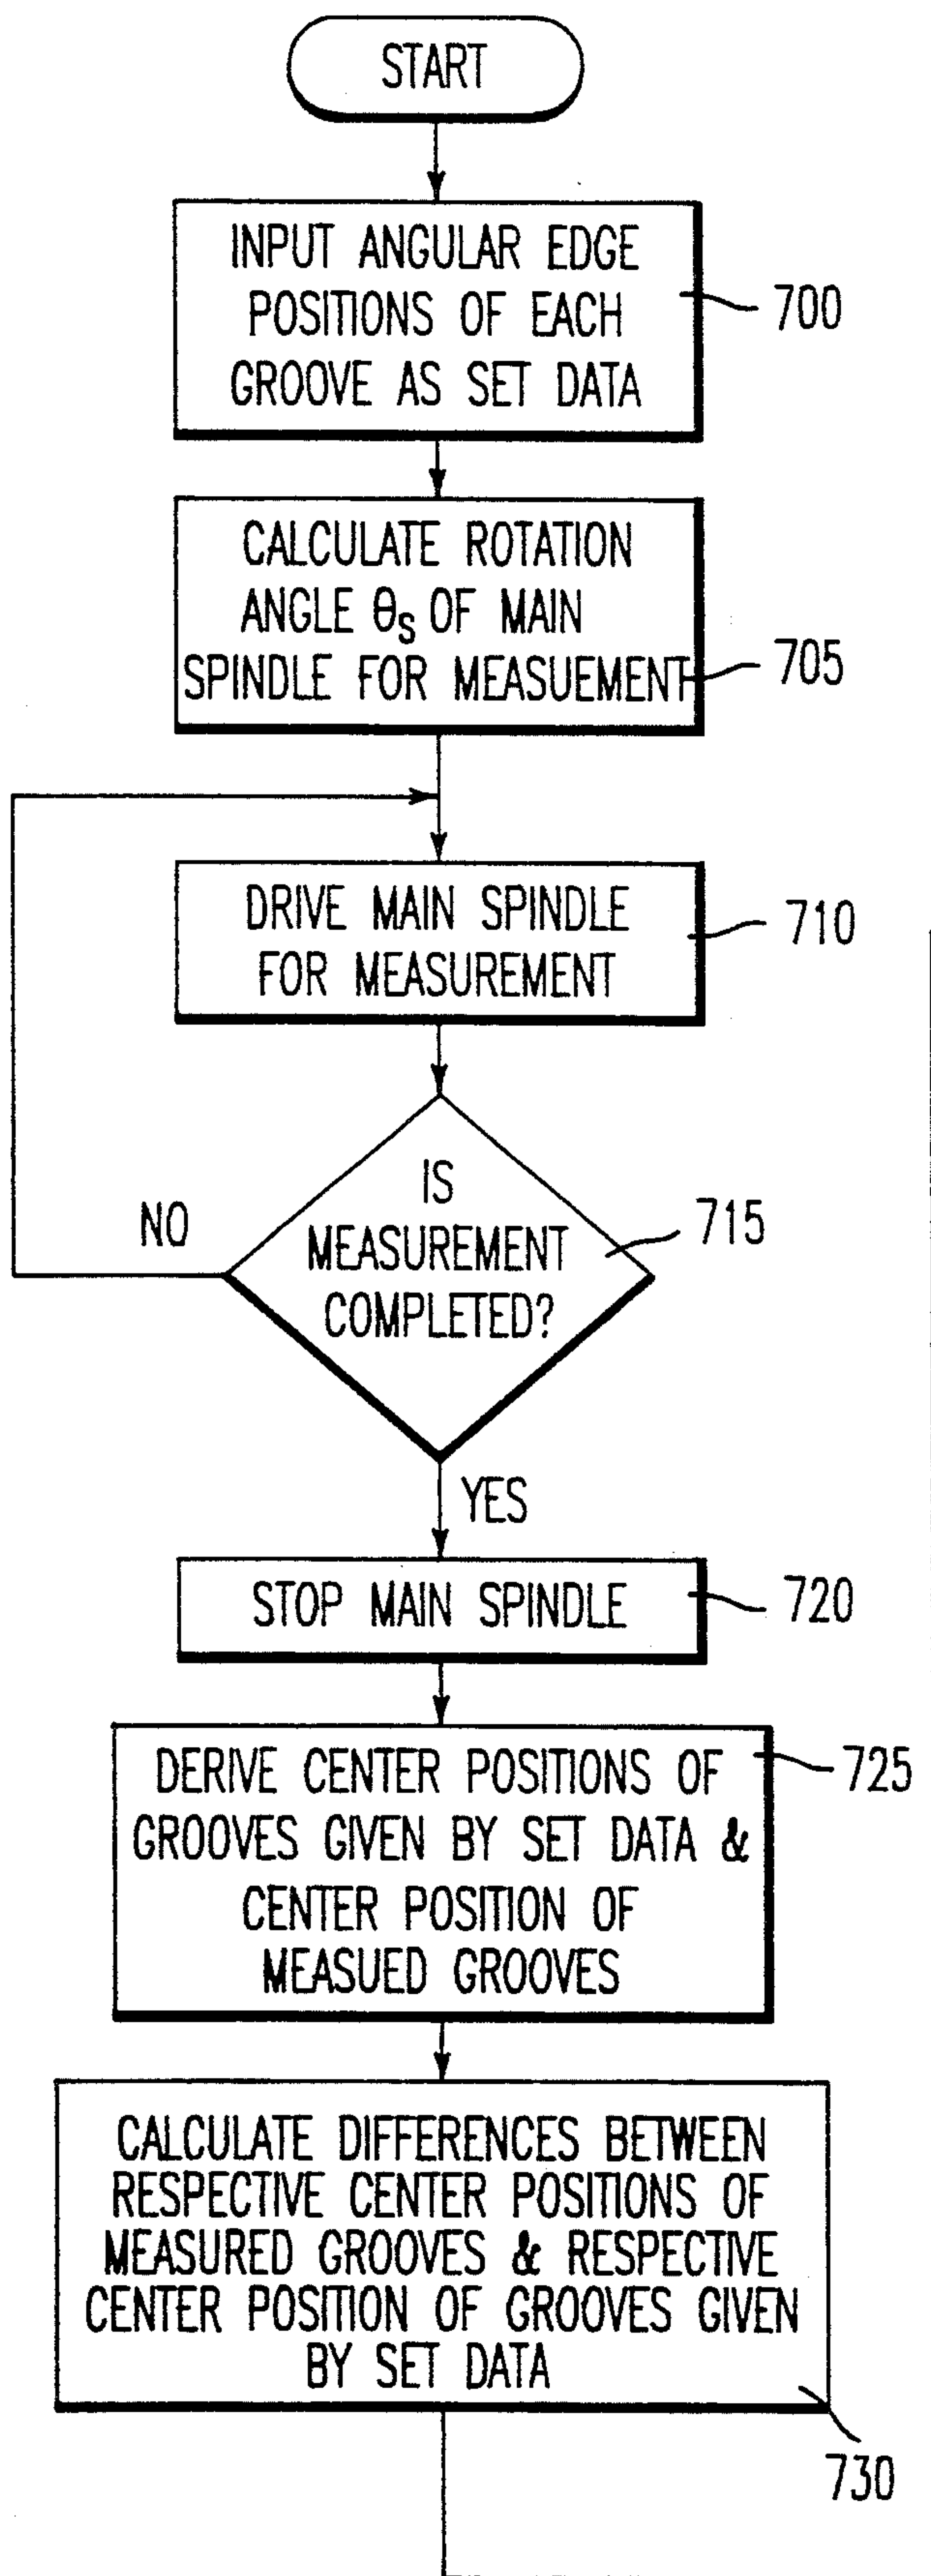 START
INPUT ANGULAR EDGE
POSITIONS OF EACH
GROOVE AS SET DATA
700
CALCULATE ROTATION
ANGLE θS OF MAIN
SPINDLE FOR MEASUEMENT
705
DRIVE MAIN SPINDLE
FOR MEASUREMENT
710
IS
MEASUREMENT
COMPLETED?
715
NO
YES
STOP MAIN SPINDLE
720
DERIVE CENTER POSITIONS OF
GROOVES GIVEN BY SET DATA &
CENTER POSITION OF
MEASUED GROOVES
725
CALCULATE DIFFERENCES BETWEEN
RESPECTIVE CENTER POSITIONS OF
MEASURED GROOVES & RESPECTIVE
CENTER POSITION OF GROOVES GIVEN
BY SET DATA
730